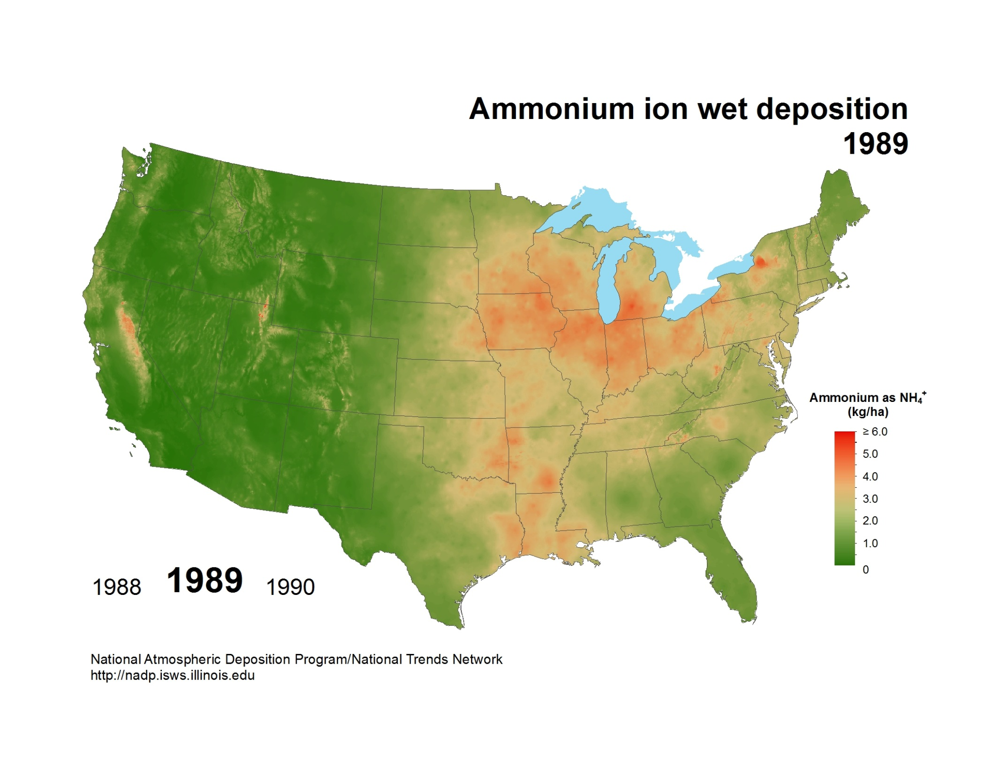 Ammonium ion wet deposition
1989
Ammonium as NH₄⁺
(kg/ha)
≥ 6.0
5.0
4.0
3.0
2.0
1.0
0
1988 1989 1990
National Atmospheric Deposition Program/National Trends Network
http://nadp.isws.illinois.edu